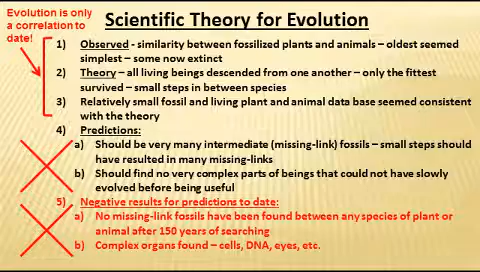 Evolution is only
a correlation to
date!
Scientific Theory for Evolution
1) Observed - similarity between fossilized plants and animals – oldest seemed
simplest – some now extinct
2) Theory – all living beings descended from one another – only the fittest
survived – small steps in between species
3) Relatively small fossil and living plant and animal data base seemed consistent
with the theory
4) Predictions:
a) Should be very many intermediate (missing-link) fossils – small steps should
have resulted in many missing-links
b) Should find no very complex parts of beings that could not have slowly
evolved before being useful
5) Negative results for predictions to date:
a) No missing-link fossils have been found between any species of plant or
animal after 150 years of searching
b) Complex organs found – cells, DNA, eyes, etc.